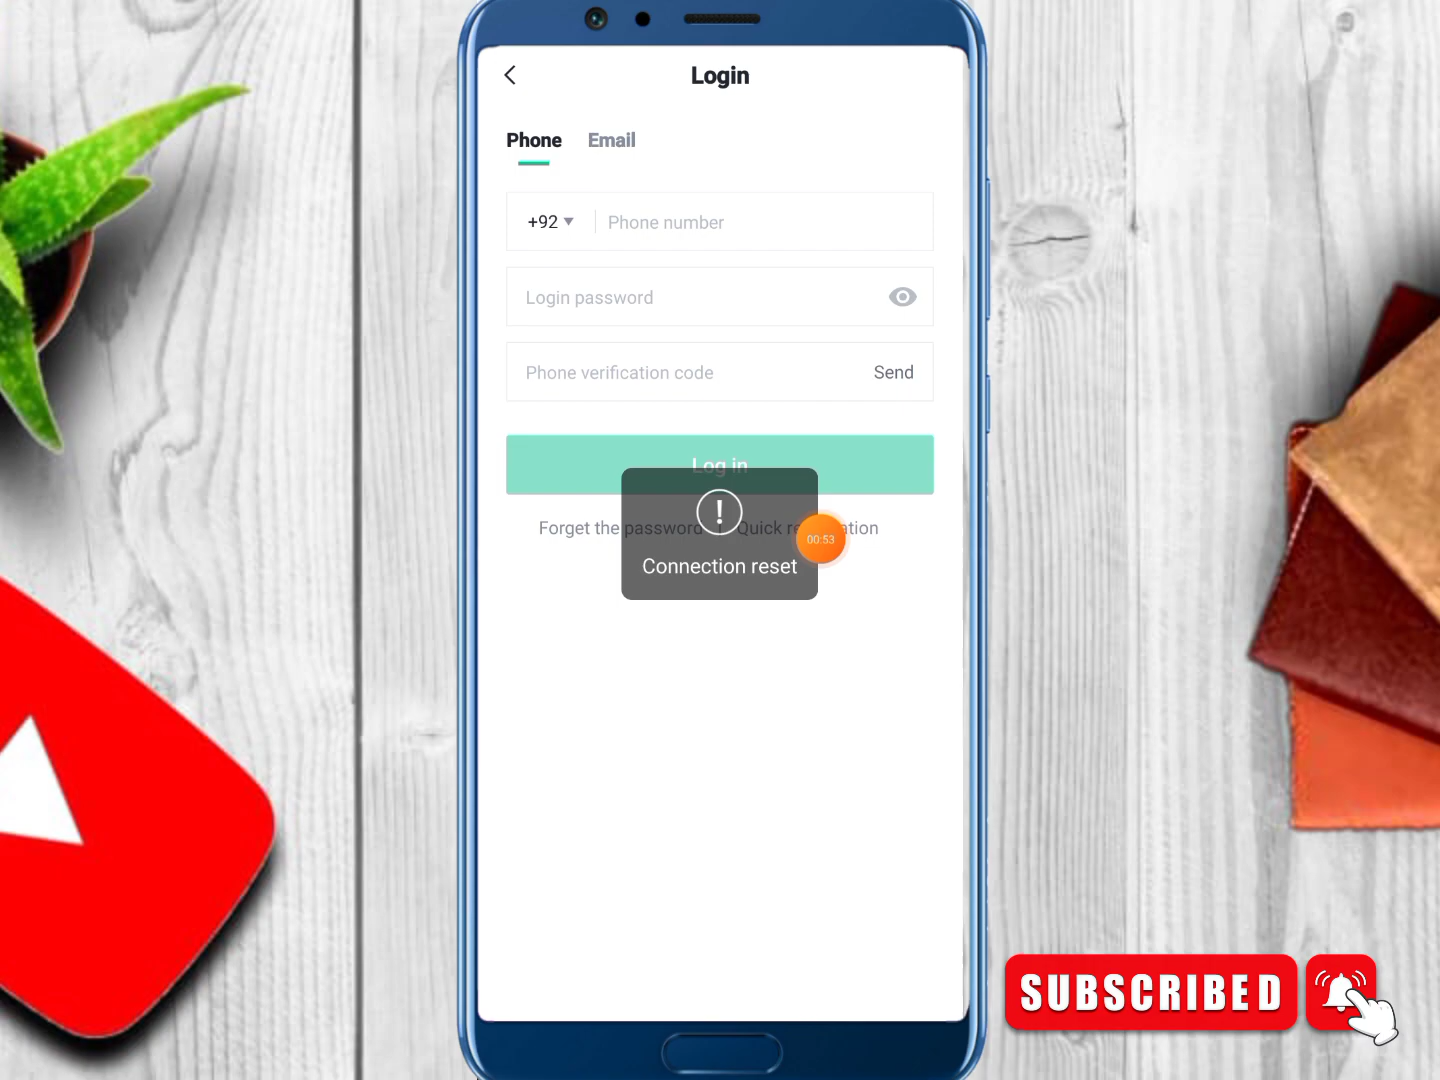 Login
Phone Email
+92 Phone number
Login password
Phone verification code Send
Log in
Forget the password Quick re ation
00:53
Connection reset
SUBSCRIBED